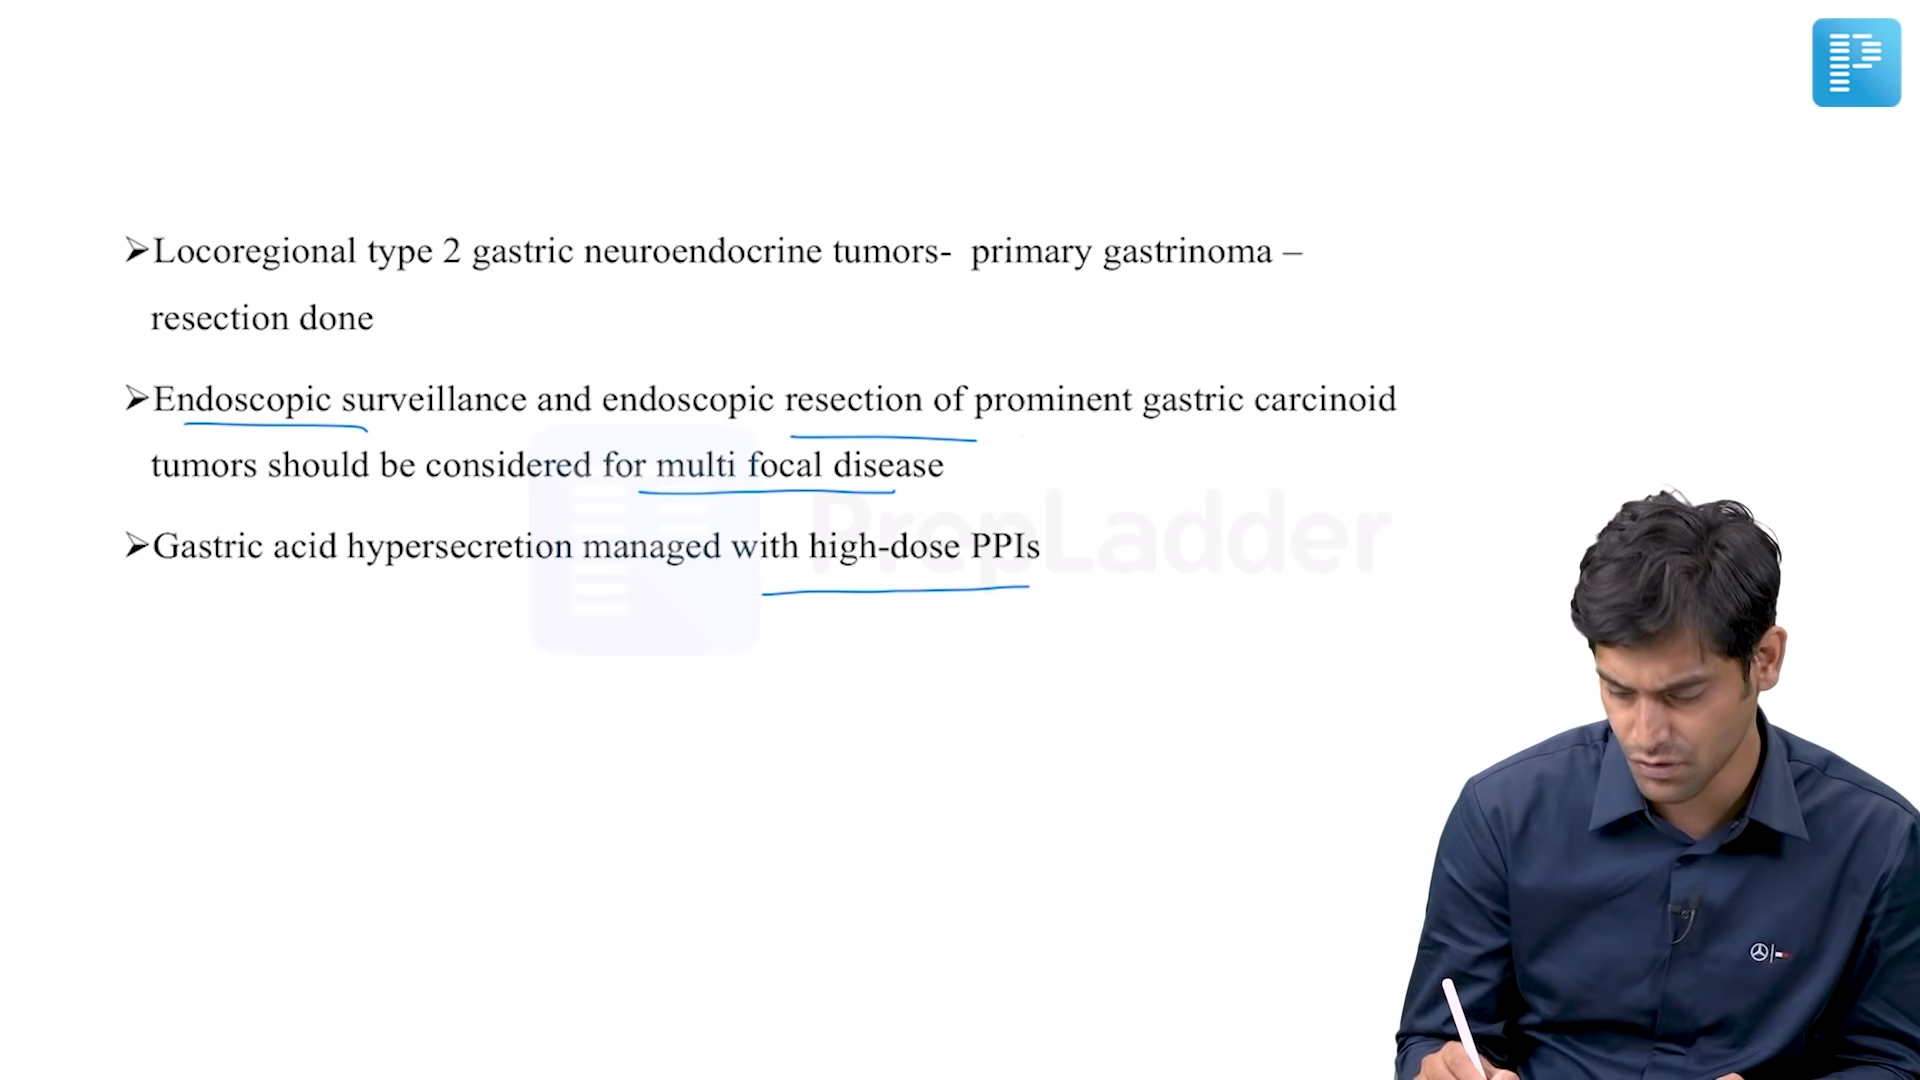 ➢Locoregional type 2 gastric neuroendocrine tumors- primary gastrinoma –
resection done
➢Endoscopic surveillance and endoscopic resection of prominent gastric carcinoid
tumors should be considered for multi focal disease
➢Gastric acid hypersecretion managed with high-dose PPIs
PrepLadder